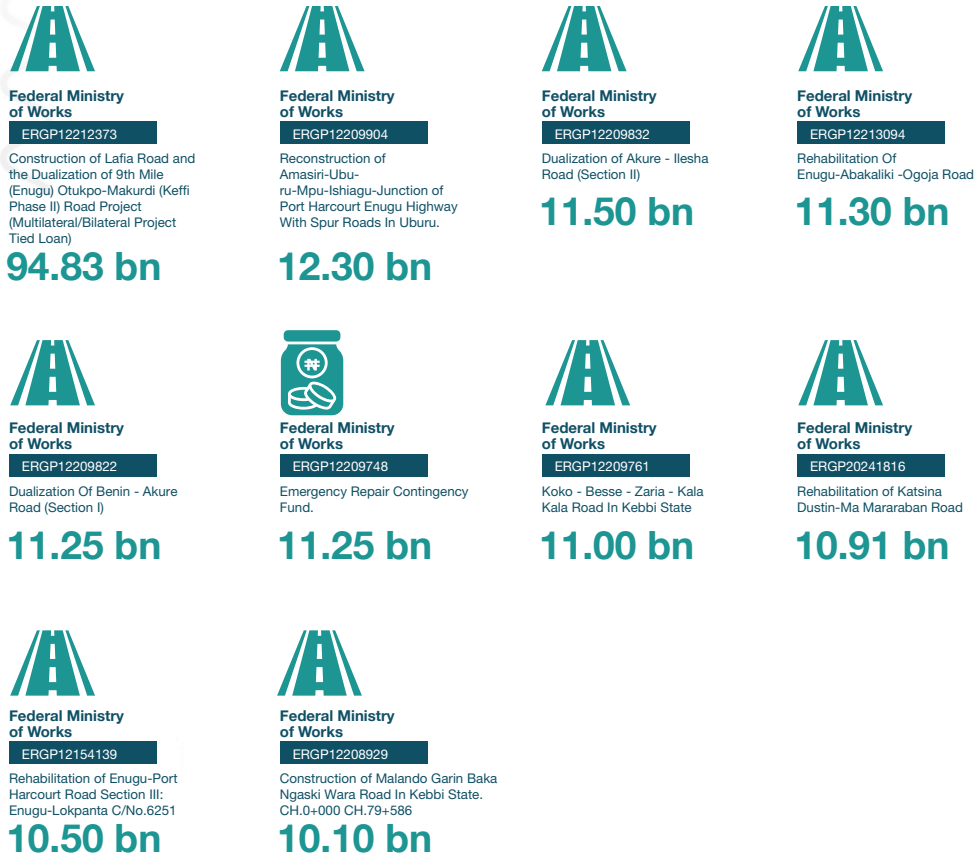 Federal Ministry
of Works
ERGP12212373
Construction of Lafia Road and
the Dualization of 9th Mile
(Enugu) Otukpo-Makurdi (Keffi
Phase II) Road Project
(Multilateral/Bilateral Project
Tied Loan)
94.83 bn
Federal Ministry
of Works
ERGP12209904
Reconstruction of
Amasiri-Ubu-
ru-Mpu-Ishiagu-Junction of
Port Harcourt Enugu Highway
With Spur Roads In Uburu.
12.30 bn
Federal Ministry
of Works
ERGP12209832
Dualization of Akure - Ilesha
Road (Section II)
11.50 bn
Federal Ministry
of Works
ERGP12213094
Rehabilitation Of
Enugu-Abakaliki -Ogoja Road
11.30 bn
Federal Ministry
of Works
ERGP12209822
Dualization Of Benin - Akure
Road (Section I)
11.25 bn
₦
Federal Ministry
of Works
ERGP12209748
Emergency Repair Contingency
Fund.
11.25 bn
Federal Ministry
of Works
ERGP12209761
Koko - Besse - Zaria - Kala
Kala Road In Kebbi State
11.00 bn
Federal Ministry
of Works
ERGP20241816
Rehabilitation of Katsina
Dustin-Ma Mararaban Road
10.91 bn
Federal Ministry
of Works
ERGP12154139
Rehabilitation of Enugu-Port
Harcourt Road Section III:
Enugu-Lokpanta C/No.6251
10.50 bn
Federal Ministry
of Works
ERGP12208929
Construction of Malando Garin Baka
Ngaski Wara Road In Kebbi State.
CH.0+000 CH.79+586
10.10 bn